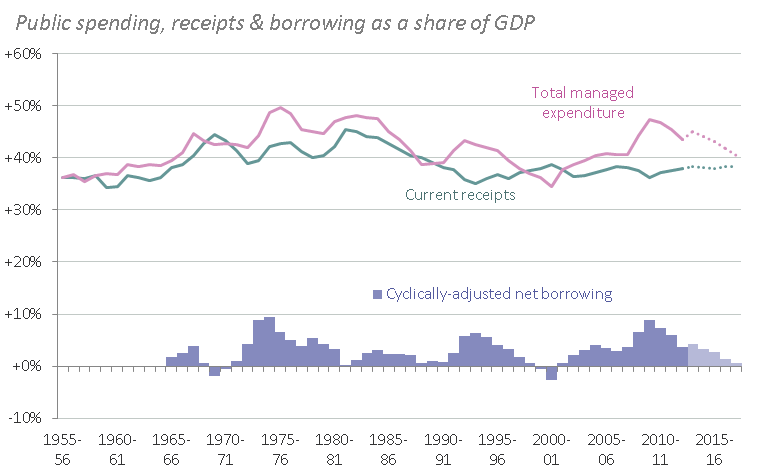 Public spending, receipts & borrowing as a share of GDP
+60%
+50%
+40%
+30%
+20%
+10%
+0%
-10%
Total managed
expenditure
Current receipts
Cyclically-adjusted net borrowing
1955- 1960- 1965- 1970- 1975- 1980- 1985- 1990- 1995- 2000- 2005- 2010- 2015-
56 61 66 71 76 81 86 91 96 01 06 11 16